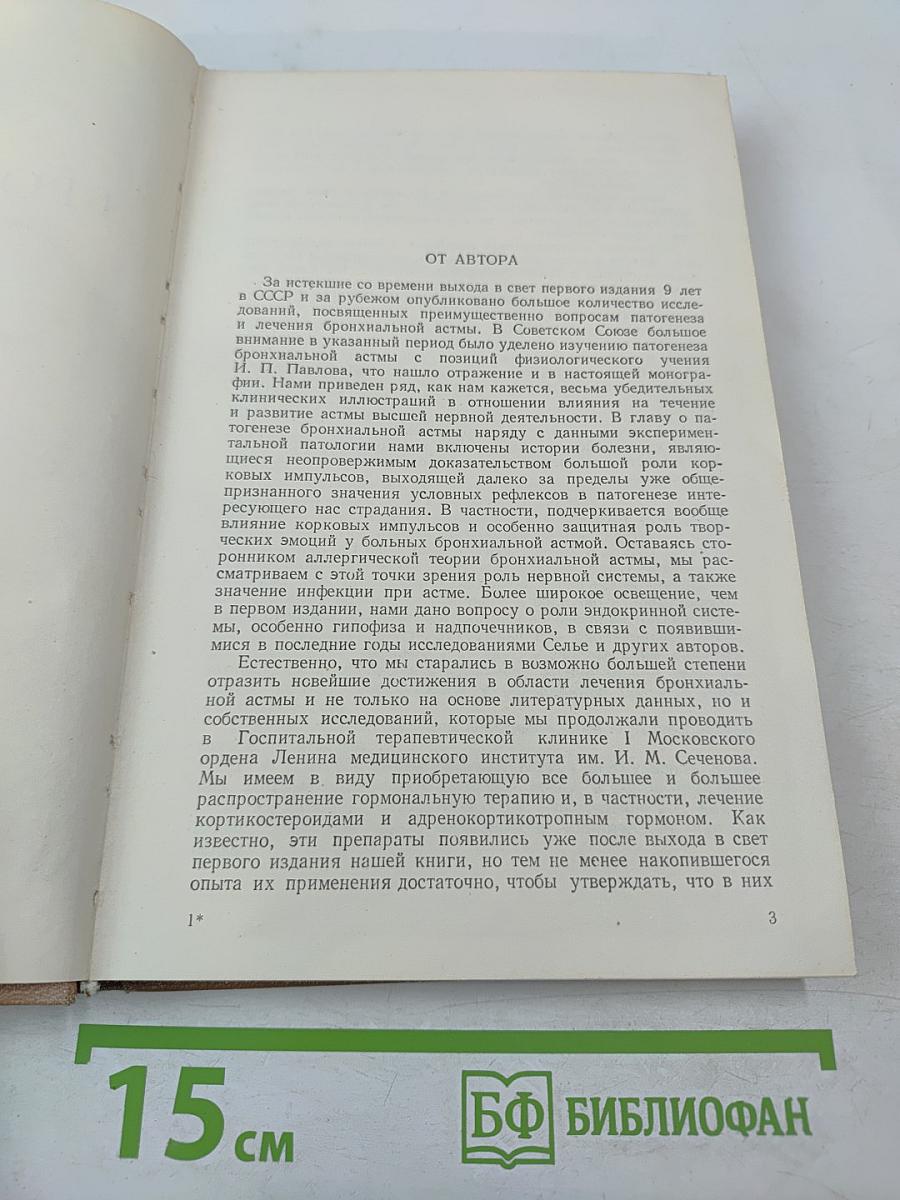 ОТ АВТОРА
За истекшие со времени выхода в свет первого издания 9 лет
в СССР и за рубежом опубликовано большое количество иссле-
дований, посвященных преимущественно вопросам патогенеза
и лечения бронхиальной астмы. В Советском Союзе большое
внимание в указанный период было уделено изучению патогенеза
бронхиальной астмы с позиций физиологического учения
И. П. Павлова, что нашло отражение и в настоящей моногра-
фии. Нами приведен ряд, как нам кажется, весьма убедительных
клинических иллюстраций в отношении влияния на течение
и развитие астмы высшей нервной деятельности. В главу о па-
тогенезе бронхиальной астмы наряду с данными эксперимен-
тальной патологии нами включены истории болезни, являю-
щиеся неопровержимым доказательством большой роли кор-
ковых импульсов, выходящей далеко за пределы уже обще-
признанного значения условных рефлексов в патогенезе инте-
ресующего нас страдания. В частности, подчеркивается вообще
влияние корковых импульсов и особенно защитная роль твор-
ческих эмоций у больных бронхиальной астмой. Оставаясь сто-
ронником аллергической теории бронхиальной астмы, мы рас-
сматриваем с этой точки зрения роль нервной системы, а также
значение инфекции при астме. Более широкое освещение, чем
в первом издании, нами дано вопросу о роли эндокринной систе-
мы, особенно гипофиза и надпочечников, в связи с появивши-
мися в последние годы исследованиями Селье и других авторов.
Естественно, что мы старались в возможно большей степени
отразить новейшие достижения в области лечения бронхиаль-
ной астмы и не только на основе литературных данных, но и
собственных исследований, которые мы продолжали проводить
в Госпитальной терапевтической клинике I Московского
ордена Ленина медицинского института им. И. М. Сеченова.
Мы имеем в виду приобретающую все большее и большее
распространение гормональную терапию и, в частности, лечение
кортикостероидами и адренокортикотропным гормоном. Как
известно, эти препараты появились уже после выхода в свет
первого издания нашей книги, но тем не менее накопившегося
опыта их применения достаточно, чтобы утверждать, что в них
1*
3
15 см
БФ БИБЛИОФАН